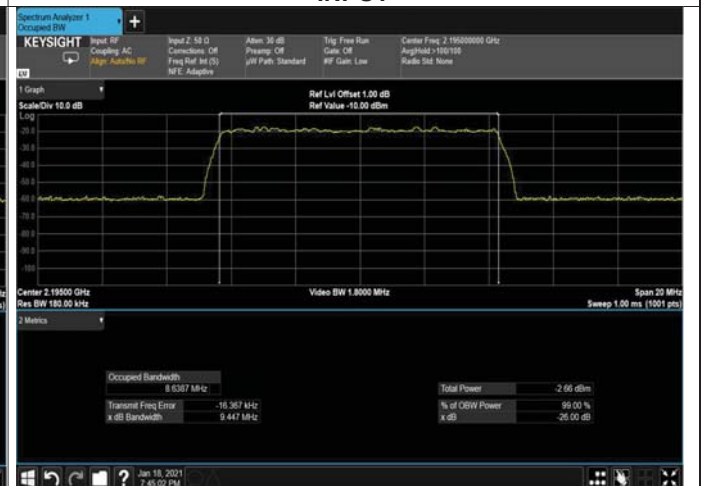 Spectrum Analyzer 1
Occupied BW
+
KEYSIGHT
Input: RF
Coupling: AC
Align: Auto/No RF
Input Z: 50 Ω
Corrections: Off
Freq Ref: Int (S)
NFE: Adaptive
Atten: 30 dB
Preamp: Off
µW Path: Standard
Trig: Free Run
Gate: Off
#IF Gain: Low
Center Freq: 2.195000000 GHz
Avg|Hold:>100/100
Radio Std: None
LV
1 Graph
Scale/Div 10.0 dB
Ref Lvl Offset 1.00 dB
Ref Value -10.00 dBm
Log
-20.0
-30.0
-40.0
-50.0
-60.0
-70.0
-80.0
-90.0
-100
Center 2.19500 GHz
Res BW 180.00 kHz
Video BW 1.8000 MHz
Span 20 MHz
Sweep 1.00 ms (1001 pts)
2 Metrics
Occupied Bandwidth
8.6387 MHz
Transmit Freq Error -16.367 kHz
x dB Bandwidth 9.447 MHz
Total Power -2.66 dBm
% of OBW Power 99.00 %
x dB -26.00 dB
?
Jan 18, 2021
7:45:02 PM